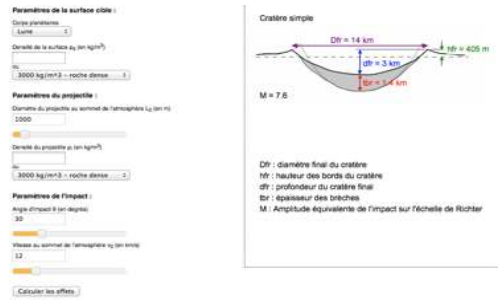 Paramètres de la surface cible :
Corps planétaires
Lune
Densité de la surface ρ₀ (en kg/m³)
ou
3000 kg/m^3 - roche dense
Paramètres du projectile :
Diamètre du projectile au sommet de l'atmosphère L₀ (en m)
1000
Densité du projectile ρᵢ (en kg/m³)
ou
3000 kg/m^3 - roche dense
Paramètres de l'impact :
Angle d'impact θ (en degrés)
30
Vitesse au sommet de l'atmosphère v₀ (en km/s)
12
Calculer les effets
Cratère simple
Dfr = 14 km
hfr = 405 m
dfr = 3 km
tbr = 1.4 km
M = 7.6
Dfr : diamètre final du cratère
hfr : hauteur des bords du cratère
dfr : profondeur du cratère final
tbr : épaisseur des brèches
M : Amplitude équivalente de l'impact sur l'échelle de Richter